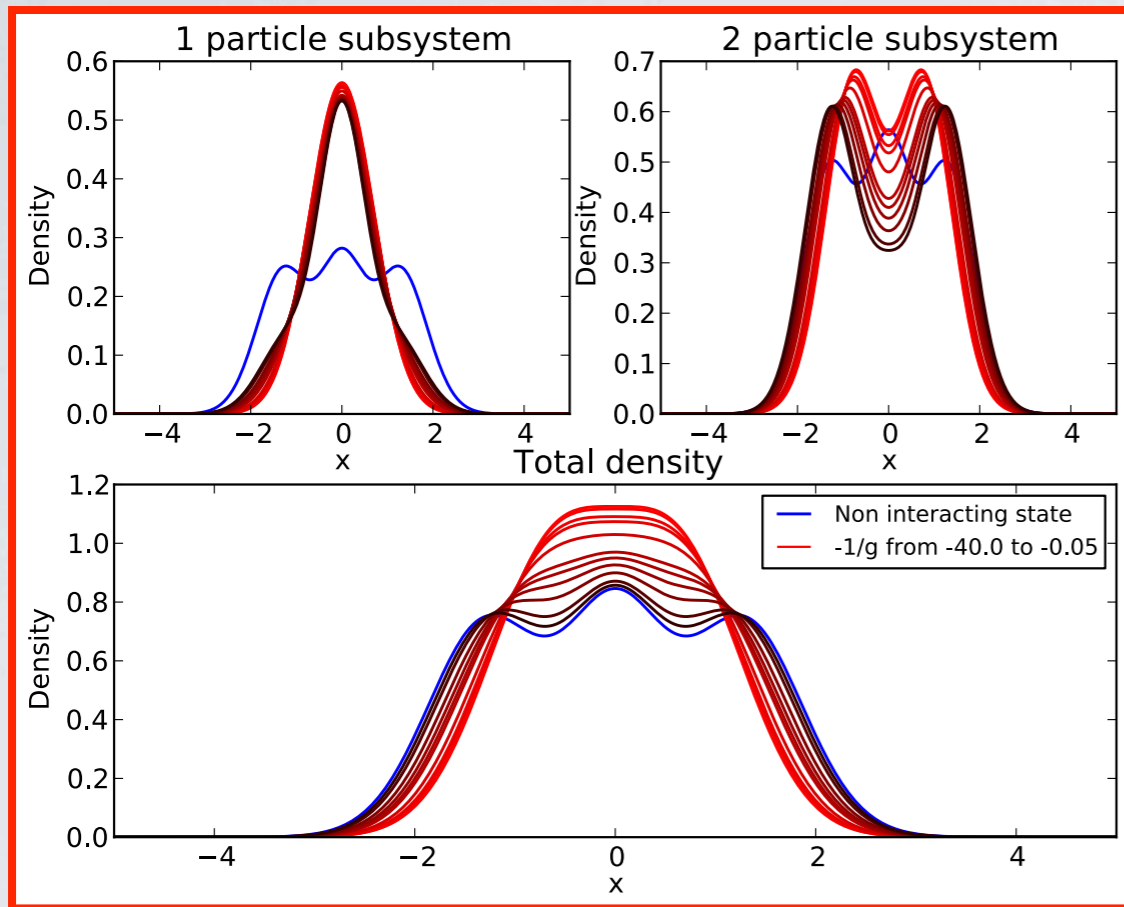 1 particle subsystem
0.6
0.5
0.4
0.3
0.2
0.1
0.0
Density
−4 −2 0 2 4
x
2 particle subsystem
0.7
0.6
0.5
0.4
0.3
0.2
0.1
0.0
Density
−4 −2 0 2 4
x
Total density
1.2
1.0
0.8
0.6
0.4
0.2
0.0
Density
−4 −2 0 2 4
x
Non interacting state
-1/g from -40.0 to -0.05